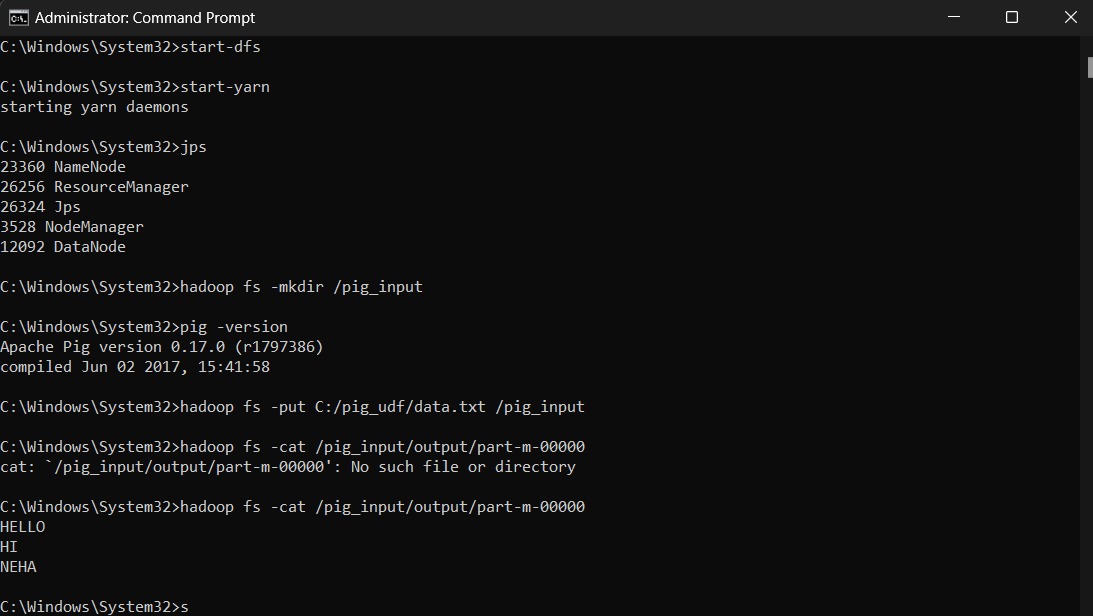 Administrator: Command Prompt
C:\Windows\System32>start-dfs
C:\Windows\System32>start-yarn
starting yarn daemons
C:\Windows\System32>jps
23360 NameNode
26256 ResourceManager
26324 Jps
3528 NodeManager
12092 DataNode
C:\Windows\System32>hadoop fs -mkdir /pig_input
C:\Windows\System32>pig -version
Apache Pig version 0.17.0 (r1797386)
compiled Jun 02 2017, 15:41:58
C:\Windows\System32>hadoop fs -put C:/pig_udf/data.txt /pig_input
C:\Windows\System32>hadoop fs -cat /pig_input/output/part-m-00000
cat: `/pig_input/output/part-m-00000': No such file or directory
C:\Windows\System32>hadoop fs -cat /pig_input/output/part-m-00000
HELLO
HI
NEHA
C:\Windows\System32>s